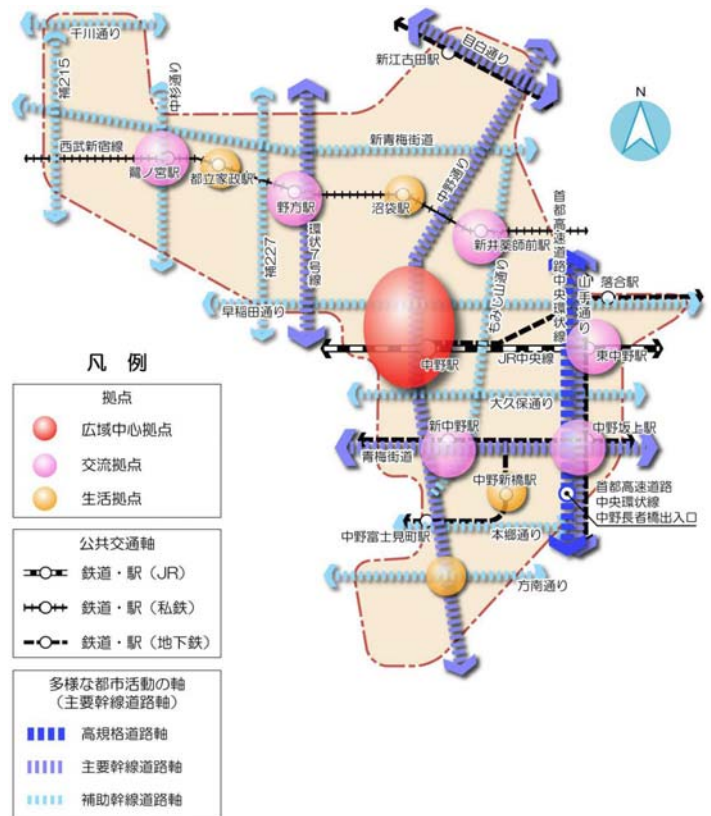 千川通り
目白通り
新江古田駅
補215
中杉通り
N
西武新宿線
新青梅街道
中野通り
鷺ノ宮駅
都立家政駅
野方駅
沼袋駅
新井薬師前駅
首都高速道路中央環状線
環状7号線
補227
もみじ山通り
山手通り
落合駅
早稲田通り
中野駅
JR中央線
東中野駅
大久保通り
新中野駅
中野坂上駅
青梅街道
中野新橋駅
首都高速道路
中央環状線
中野長者橋出入口
中野富士見町駅
本郷通り
方南通り
凡 例
拠点
広域中心拠点
交流拠点
生活拠点
公共交通軸
鉄道・駅(JR)
鉄道・駅(私鉄)
鉄道・駅(地下鉄)
多様な都市活動の軸
(主要幹線道路軸)
高規格道路軸
主要幹線道路軸
補助幹線道路軸